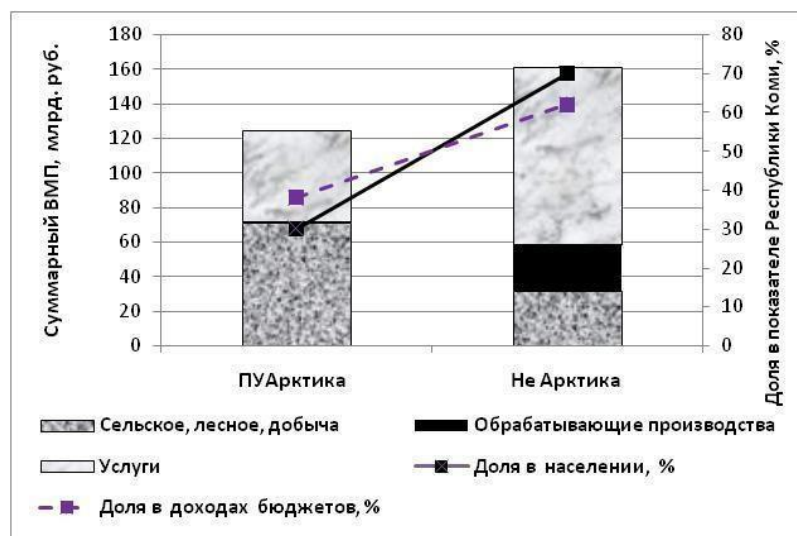 Суммарный ВМП, млрд. руб.
180
160
140
120
100
80
60
40
20
0
80
70
60
50
40
30
20
10
0
Доля в показателе Республики Коми, %
ПУАрктика
Не Арктика
Сельское, лесное, добыча
Обрабатывающие производства
Услуги
Доля в населении, %
Доля в доходах бюджетов, %